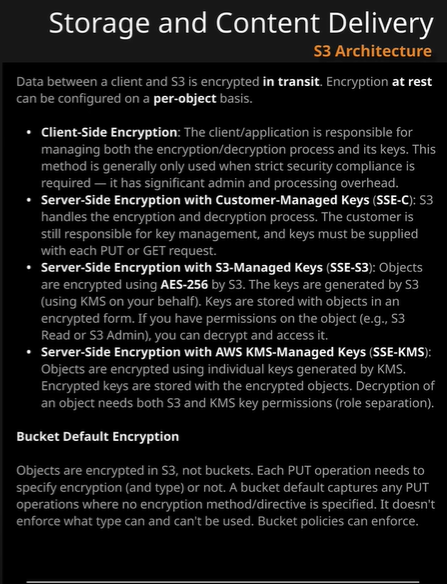 Storage and Content Delivery
S3 Architecture
Data between a client and S3 is encrypted in transit. Encryption at rest
can be configured on a per-object basis.
• Client-Side Encryption: The client/application is responsible for
managing both the encryption/decryption process and its keys. This
method is generally only used when strict security compliance is
required — it has significant admin and processing overhead.
• Server-Side Encryption with Customer-Managed Keys (SSE-C): S3
handles the encryption and decryption process. The customer is
still responsible for key management, and keys must be supplied
with each PUT or GET request.
• Server-Side Encryption with S3-Managed Keys (SSE-S3): Objects
are encrypted using AES-256 by S3. The keys are generated by S3
(using KMS on your behalf). Keys are stored with objects in an
encrypted form. If you have permissions on the object (e.g., S3
Read or S3 Admin), you can decrypt and access it.
• Server-Side Encryption with AWS KMS-Managed Keys (SSE-KMS):
Objects are encrypted using individual keys generated by KMS.
Encrypted keys are stored with the encrypted objects. Decryption of
an object needs both S3 and KMS key permissions (role separation).
Bucket Default Encryption
Objects are encrypted in S3, not buckets. Each PUT operation needs to
specify encryption (and type) or not. A bucket default captures any PUT
operations where no encryption method/directive is specified. It doesn't
enforce what type can and can't be used. Bucket policies can enforce.